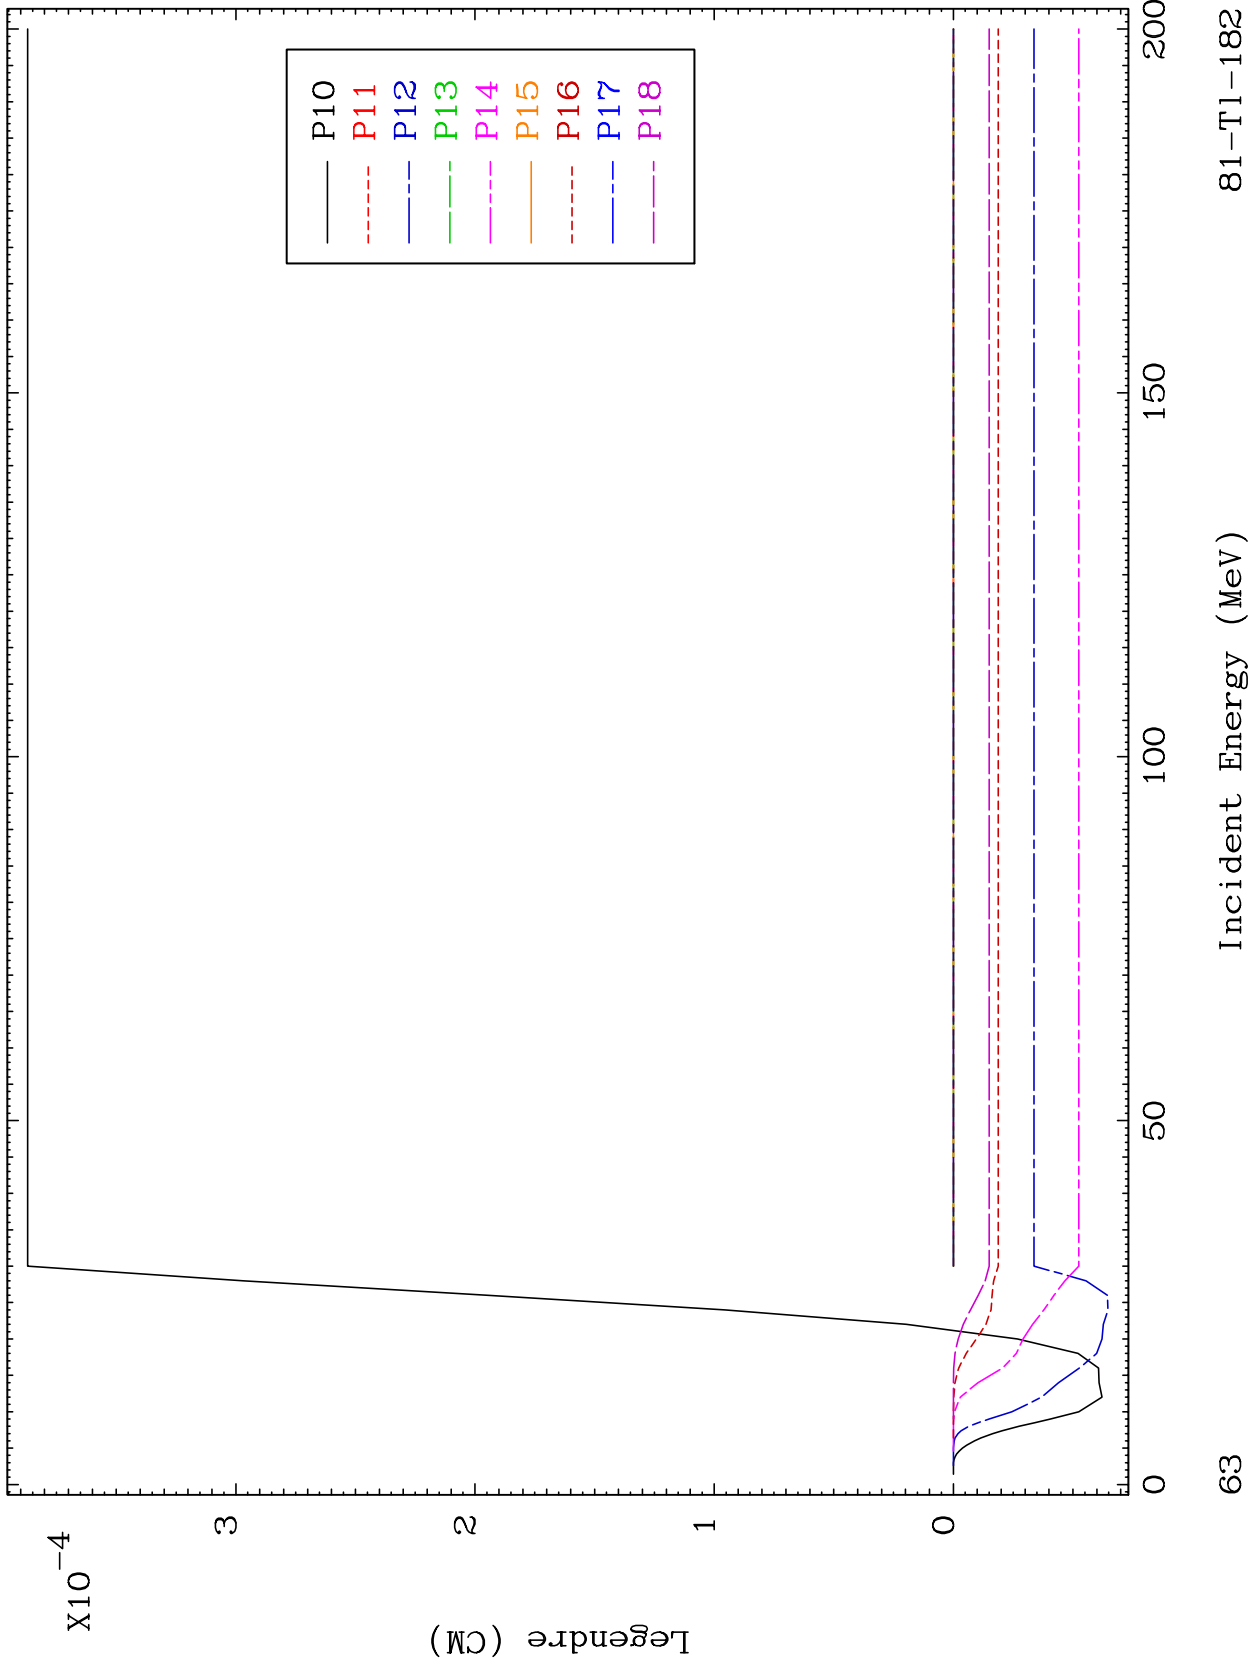 X10-4
Legendre (CM)
3
2
1
0
P10
P11
P12
P13
P14
P15
P16
P17
P18
0
50
100
150
200
Incident Energy (MeV)
63
81-Tl-182